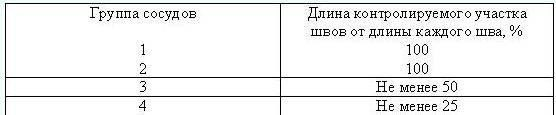 Группа сосудов Длина контролируемого участка
швов от длины каждого шва, %
1 100
2 100
3 Не менее 50
4 Не менее 25